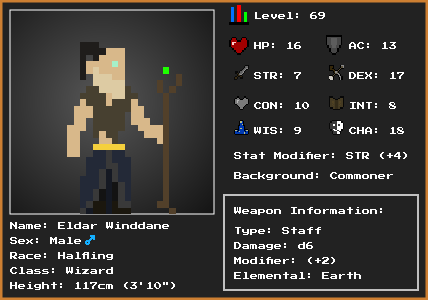 Level: 69
HP: 16
AC: 13
STR: 7
DEX: 17
CON: 10
INT: 8
WIS: 9
CHA: 18
Stat Modifier: STR (+4)
Background: Commoner
Weapon Information:
Type: Staff
Damage: d6
Modifier: (+2)
Elemental: Earth
Name: Eldar Winddane
Sex: Male♂
Race: Halfling
Class: Wizard
Height: 117cm (3'10")